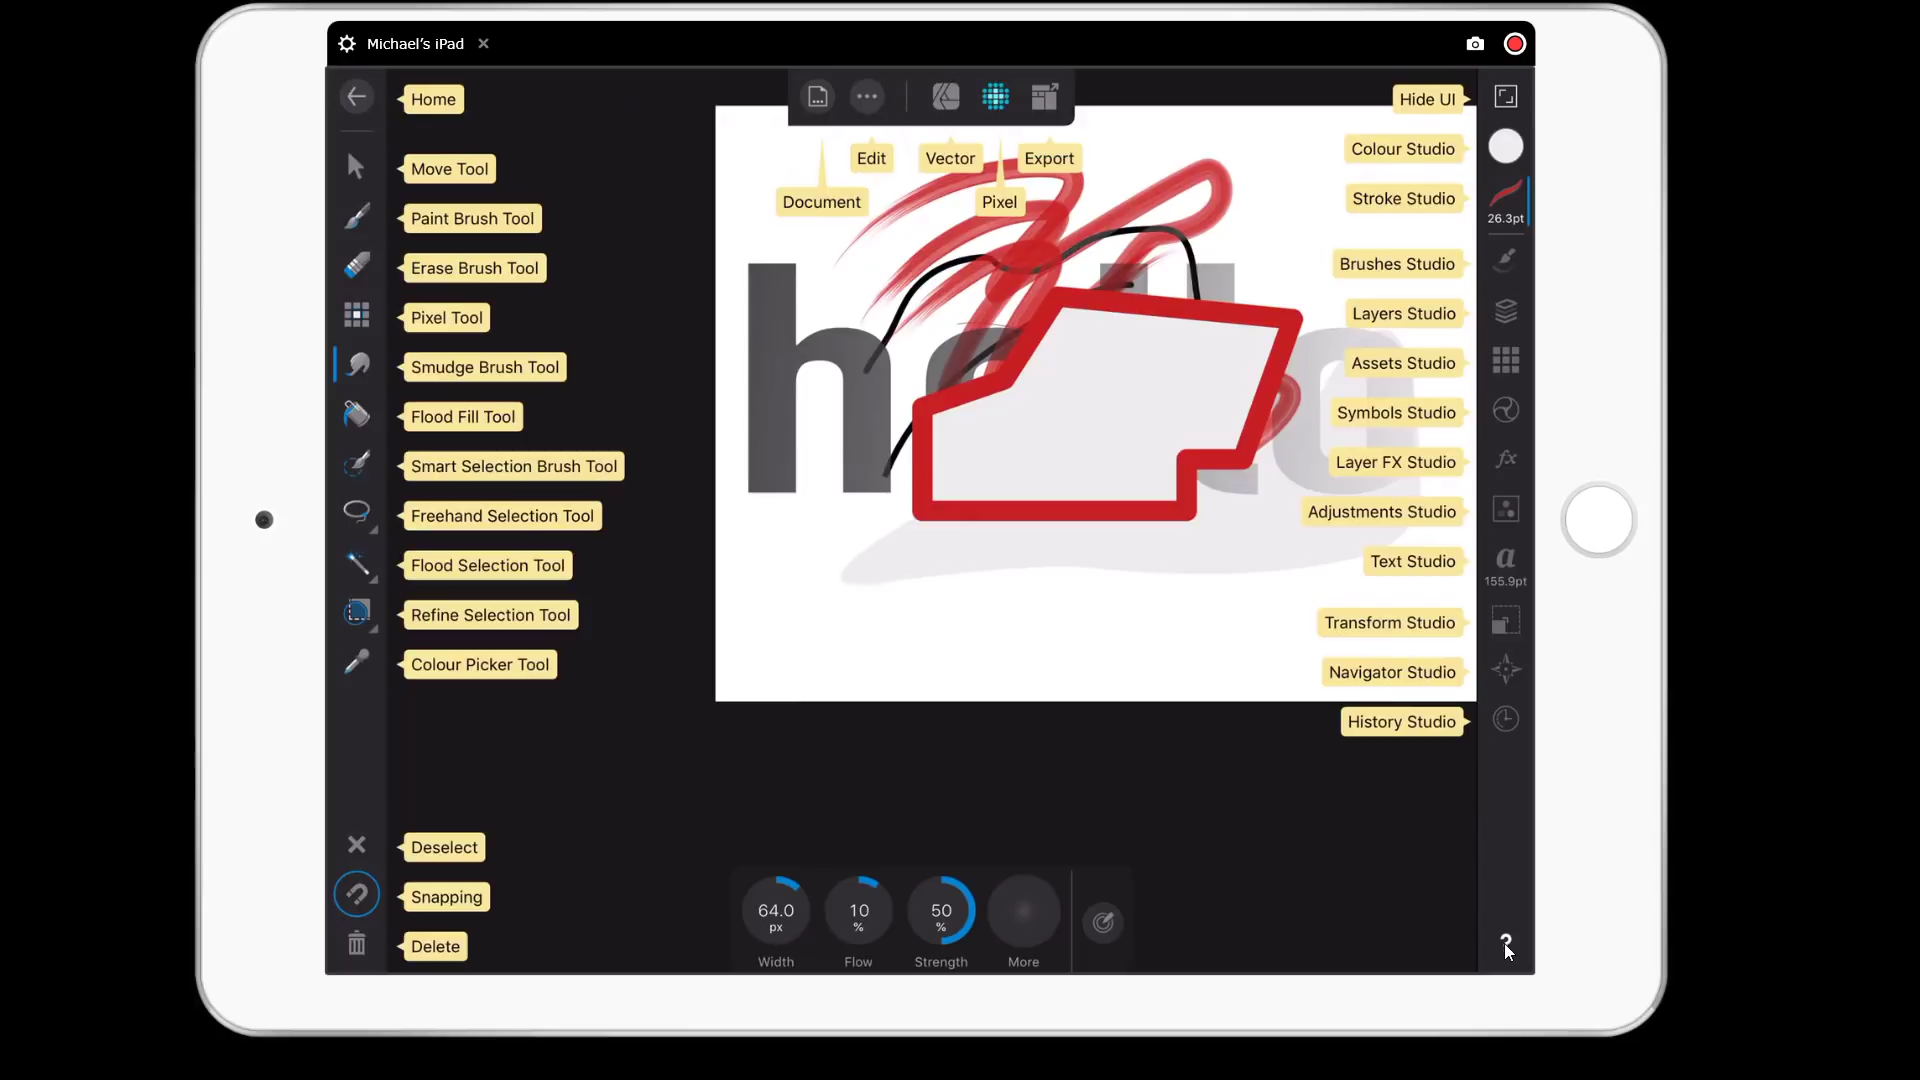 Michael's iPad
Home
Move Tool
Paint Brush Tool
Erase Brush Tool
Pixel Tool
Smudge Brush Tool
Flood Fill Tool
Smart Selection Brush Tool
Freehand Selection Tool
Flood Selection Tool
Refine Selection Tool
Colour Picker Tool
Deselect
Snapping
Delete
Edit
Vector
Export
Document
Pixel
Hide UI
Colour Studio
Stroke Studio
26.3pt
Brushes Studio
Layers Studio
Assets Studio
Symbols Studio
Layer FX Studio
fx
Adjustments Studio
Text Studio
a
155.9pt
Transform Studio
Navigator Studio
History Studio
64.0 px
10 %
50 %
Width
Flow
Strength
More
?